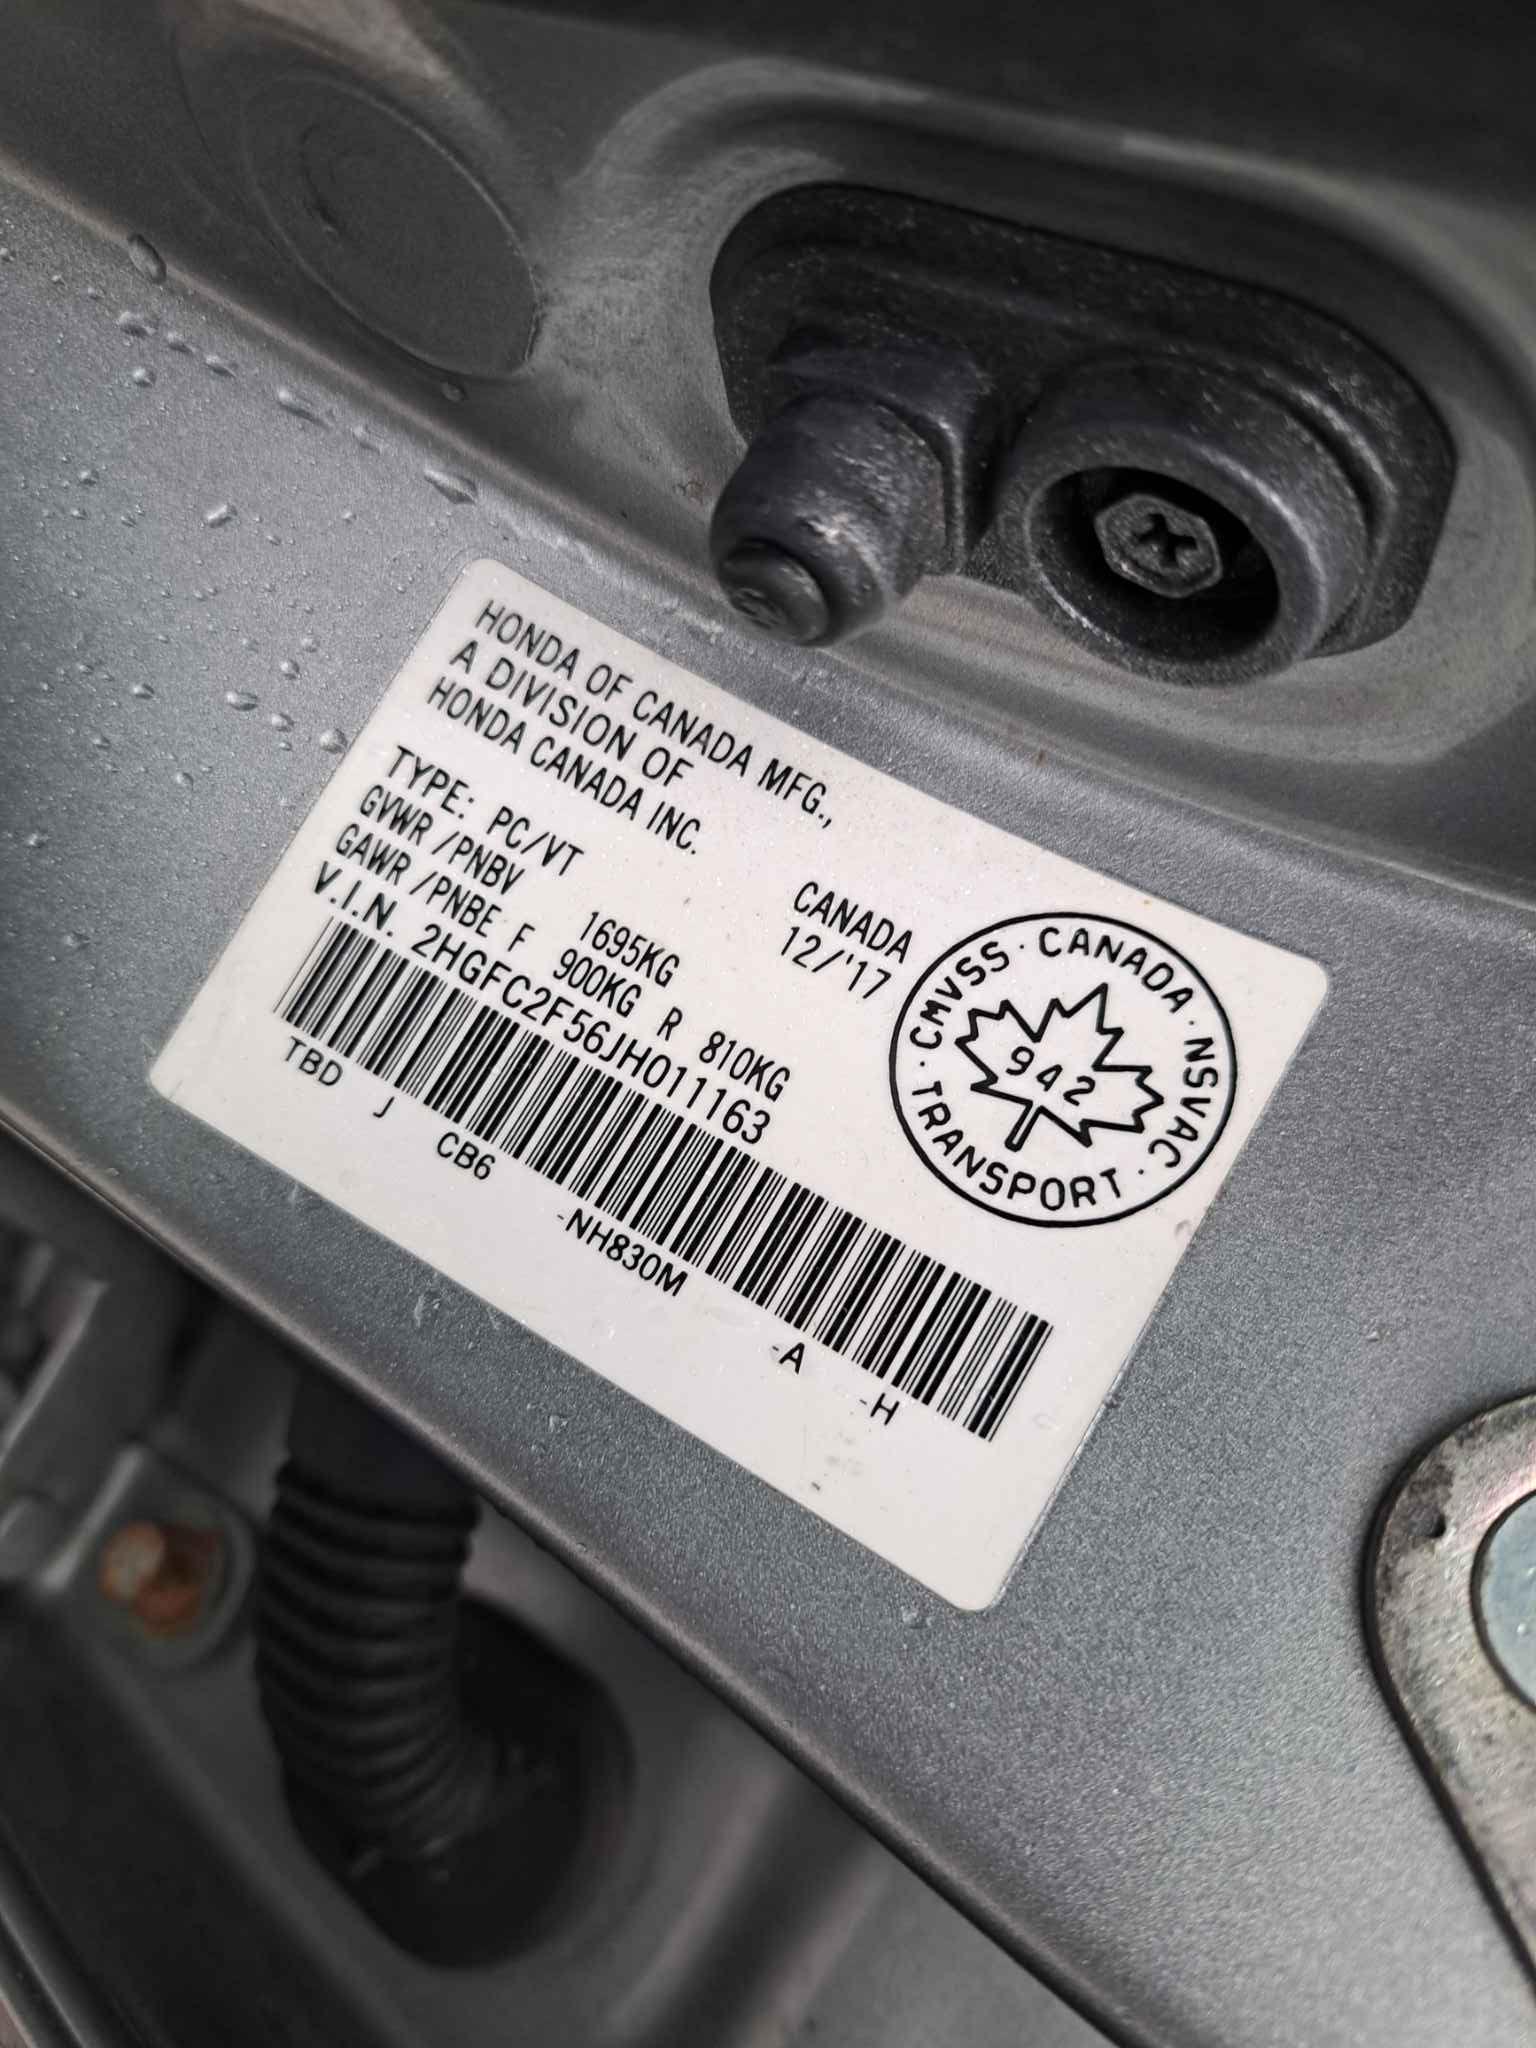 HONDA OF CANADA MFG.,
A DIVISION OF
HONDA CANADA INC.
TYPE: PC/VT
CANADA
GVWR /PNBV 1695KG
12/'17
GAWR /PNBE F 900KG R 810KG
V.I.N. 2HGFC2F56JH011163
TBD J CB6 -NH830M -A -H
CMVSS · CANADA · NSVAC · TRANSPORT ·
942